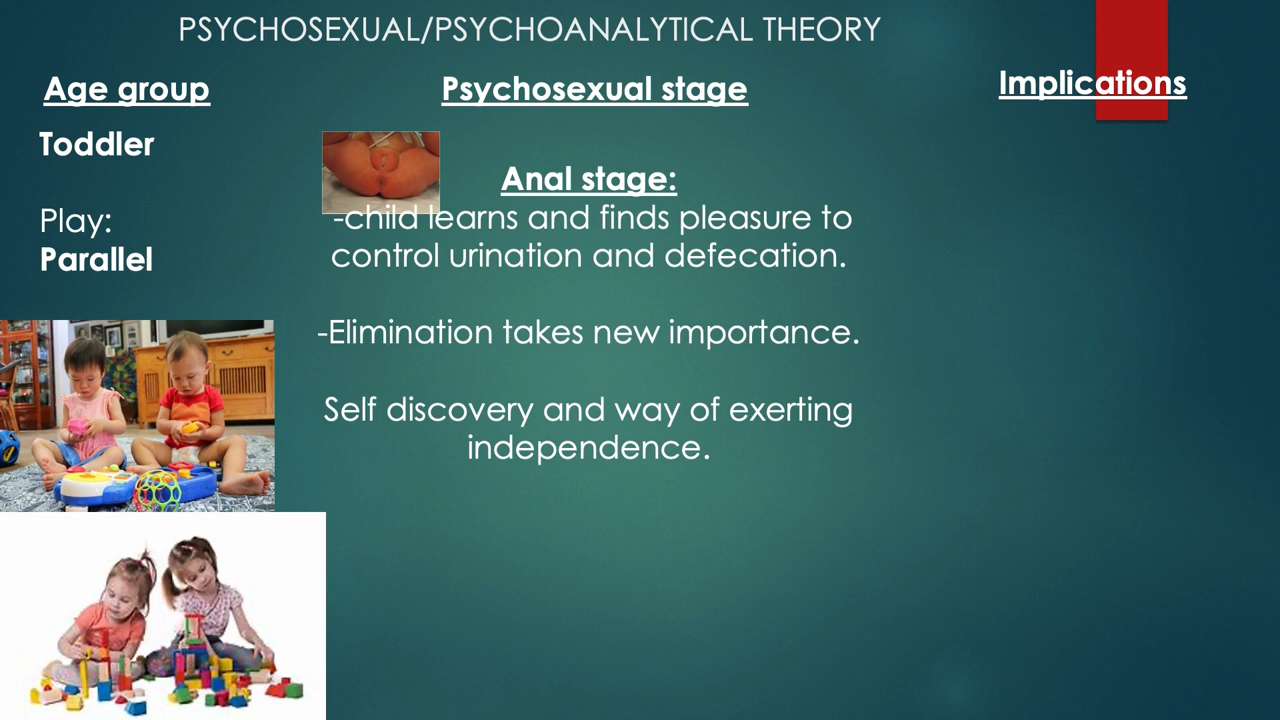 PSYCHOSEXUAL/PSYCHOANALYTICAL THEORY
Age group
Psychosexual stage
Implications
Toddler
Play:
Parallel
Anal stage:
-child learns and finds pleasure to
control urination and defecation.
-Elimination takes new importance.
Self discovery and way of exerting
independence.